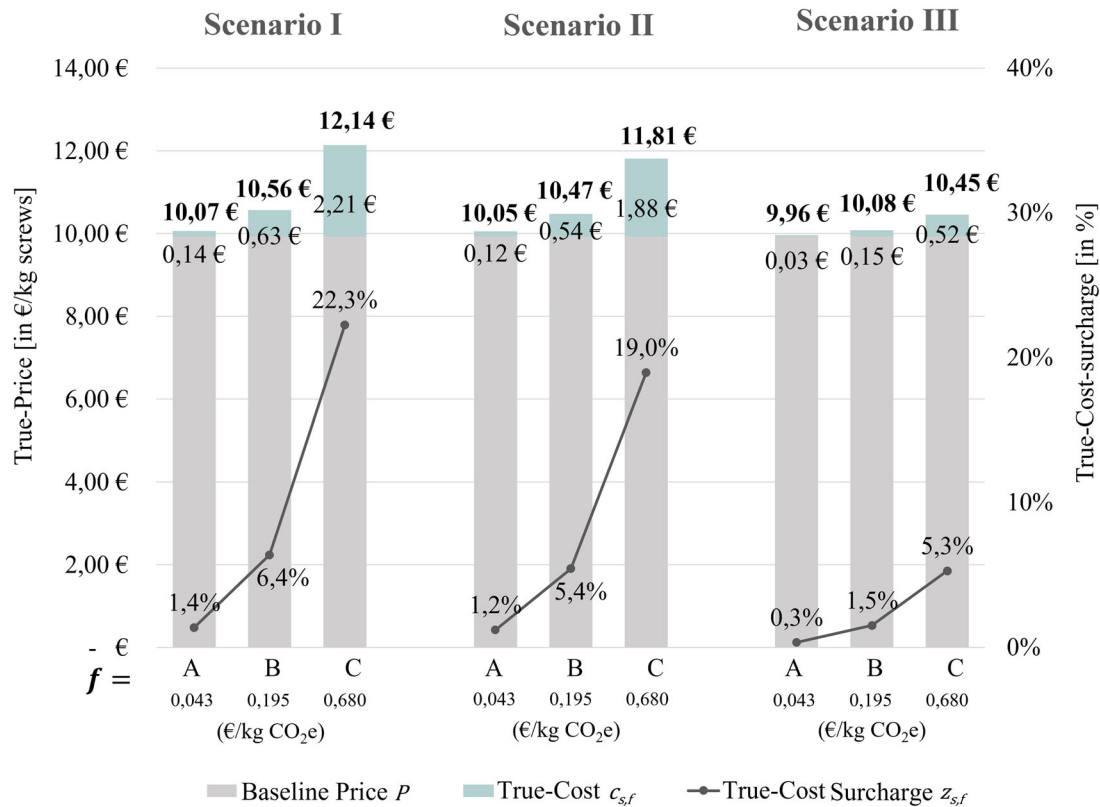 Scenario I
Scenario II
Scenario III
True-Price [in €/kg screws]
14,00 €
12,00 €
10,00 €
8,00 €
6,00 €
4,00 €
2,00 €
- €
10,07 €
10,56 €
12,14 €
0,14 €
0,63 €
2,21 €
1,4%
6,4%
22,3%
10,05 €
10,47 €
11,81 €
0,12 €
0,54 €
1,88 €
1,2%
5,4%
19,0%
9,96 €
10,08 €
10,45 €
0,03 €
0,15 €
0,52 €
0,3%
1,5%
5,3%
40%
30%
20%
10%
0%
True-Cost-surcharge [in %]
f =
A B C
0,043 0,195 0,680
(€/kg CO₂e)
A B C
0,043 0,195 0,680
(€/kg CO₂e)
A B C
0,043 0,195 0,680
(€/kg CO₂e)
Baseline Price P
True-Cost c_{s,f}
True-Cost Surcharge z_{s,f}